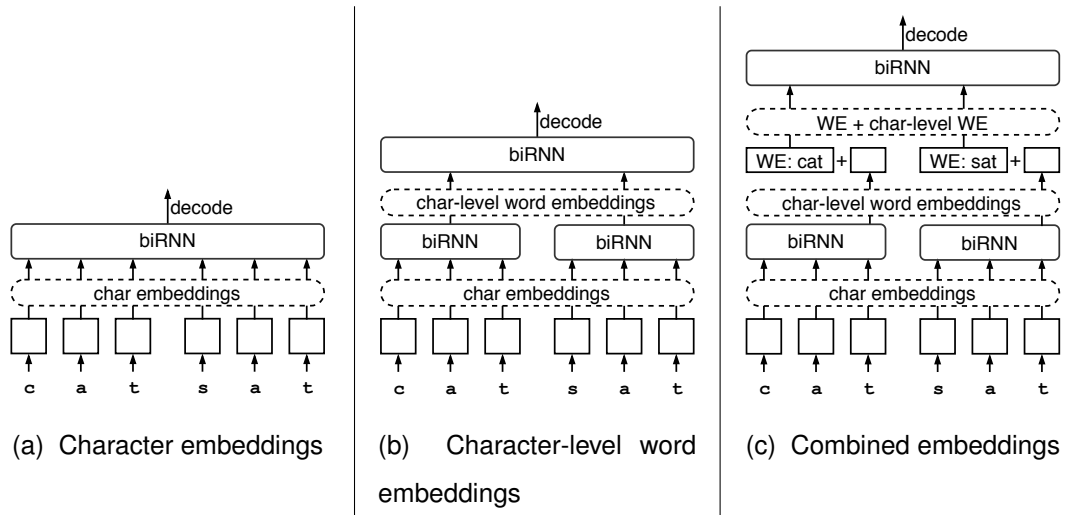 decode
biRNN
char embeddings
c a t s a t
(a) Character embeddings
decode
biRNN
char-level word embeddings
biRNN biRNN
char embeddings
c a t s a t
(b) Character-level word
embeddings
decode
biRNN
WE + char-level WE
WE: cat + WE: sat +
char-level word embeddings
biRNN biRNN
char embeddings
c a t s a t
(c) Combined embeddings